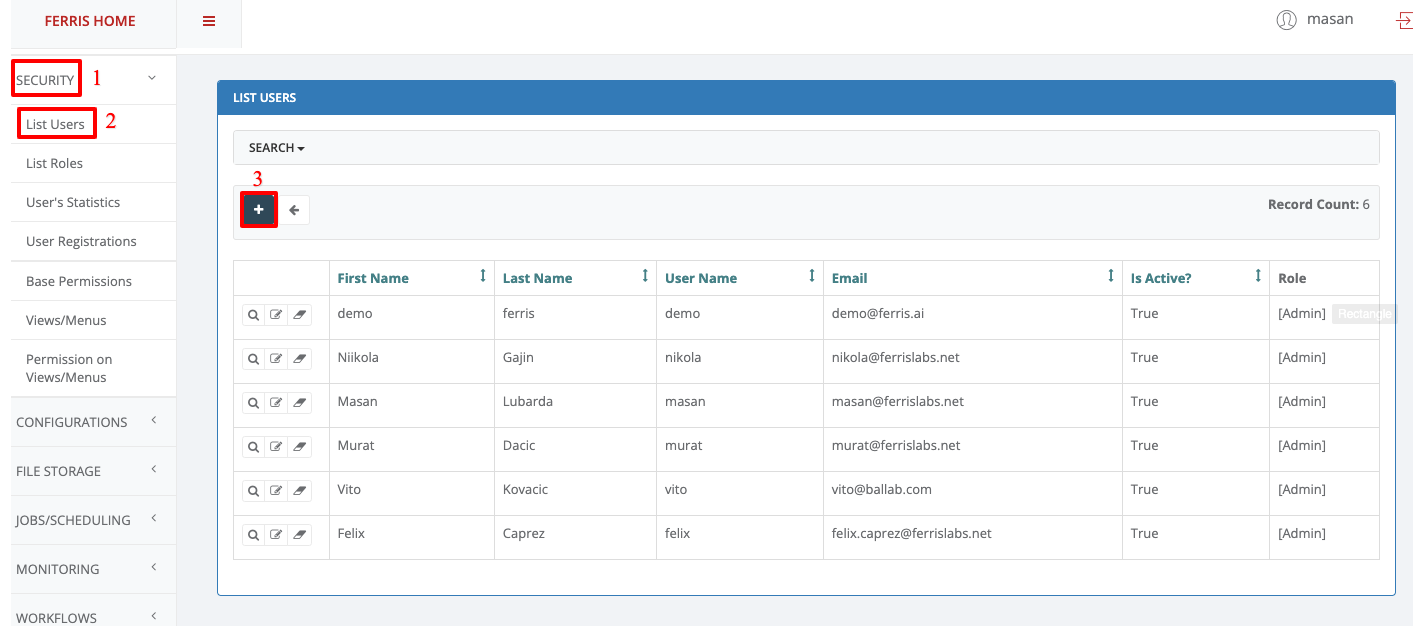 FERRIS HOME
masan
SECURITY 1
List Users 2
List Roles
User's Statistics
User Registrations
Base Permissions
Views/Menus
Permission on
Views/Menus
CONFIGURATIONS
FILE STORAGE
JOBS/SCHEDULING
MONITORING
WORKFLOWS
LIST USERS
SEARCH
3
Record Count: 6
First Name Last Name User Name Email Is Active? Role
demo ferris demo demo@ferris.ai True [Admin] Rectangle
Niikola Gajin nikola nikola@ferrislabs.net True [Admin]
Masan Lubarda masan masan@ferrislabs.net True [Admin]
Murat Dacic murat murat@ferrislabs.net True [Admin]
Vito Kovacic vito vito@ballab.com True [Admin]
Felix Caprez felix felix.caprez@ferrislabs.net True [Admin]